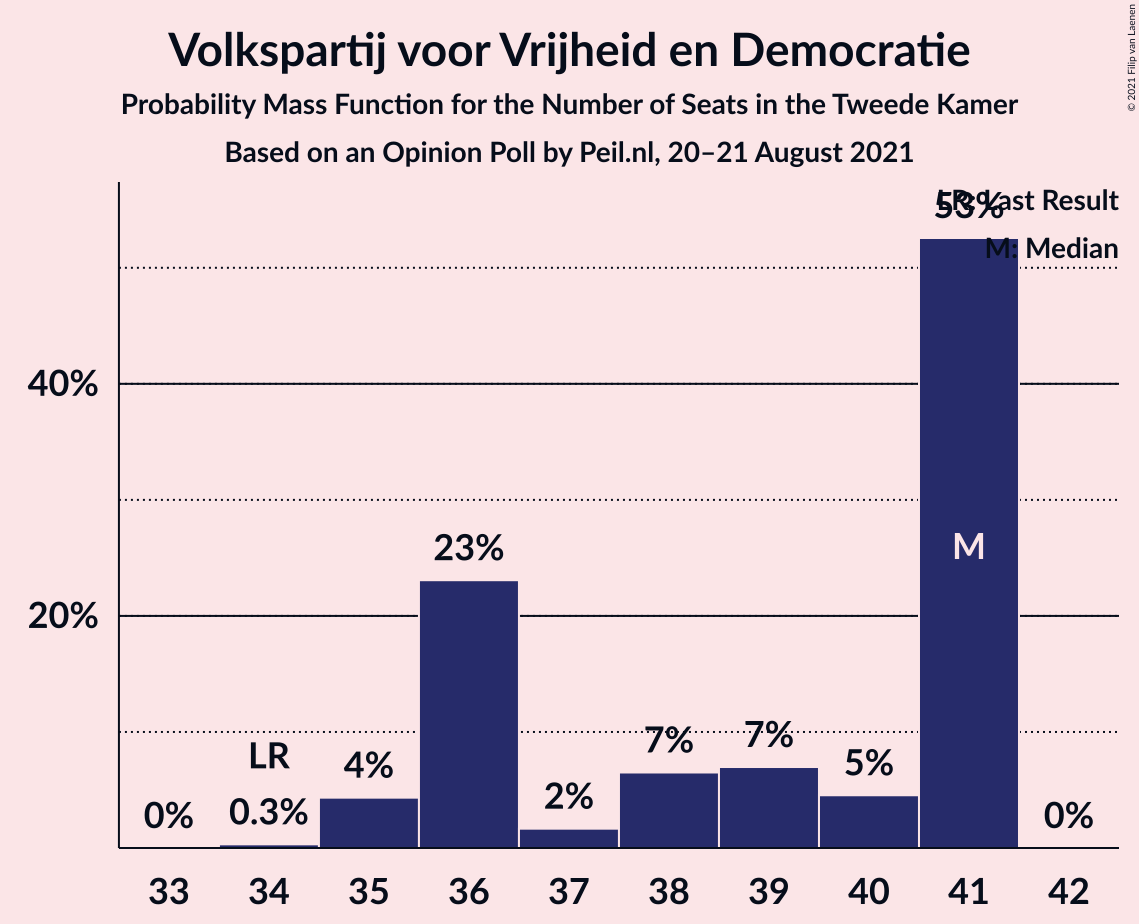 Volkspartij voor Vrijheid en Democratie
Probability Mass Function for the Number of Seats in the Tweede Kamer
Based on an Opinion Poll by Peil.nl, 20–21 August 2021
© 2021 Filip van Laenen
LR: Last Result
M: Median
53%
40%
20%
0%
LR
0.3%
4%
23%
2%
7%
7%
5%
M
0%
33 34 35 36 37 38 39 40 41 42